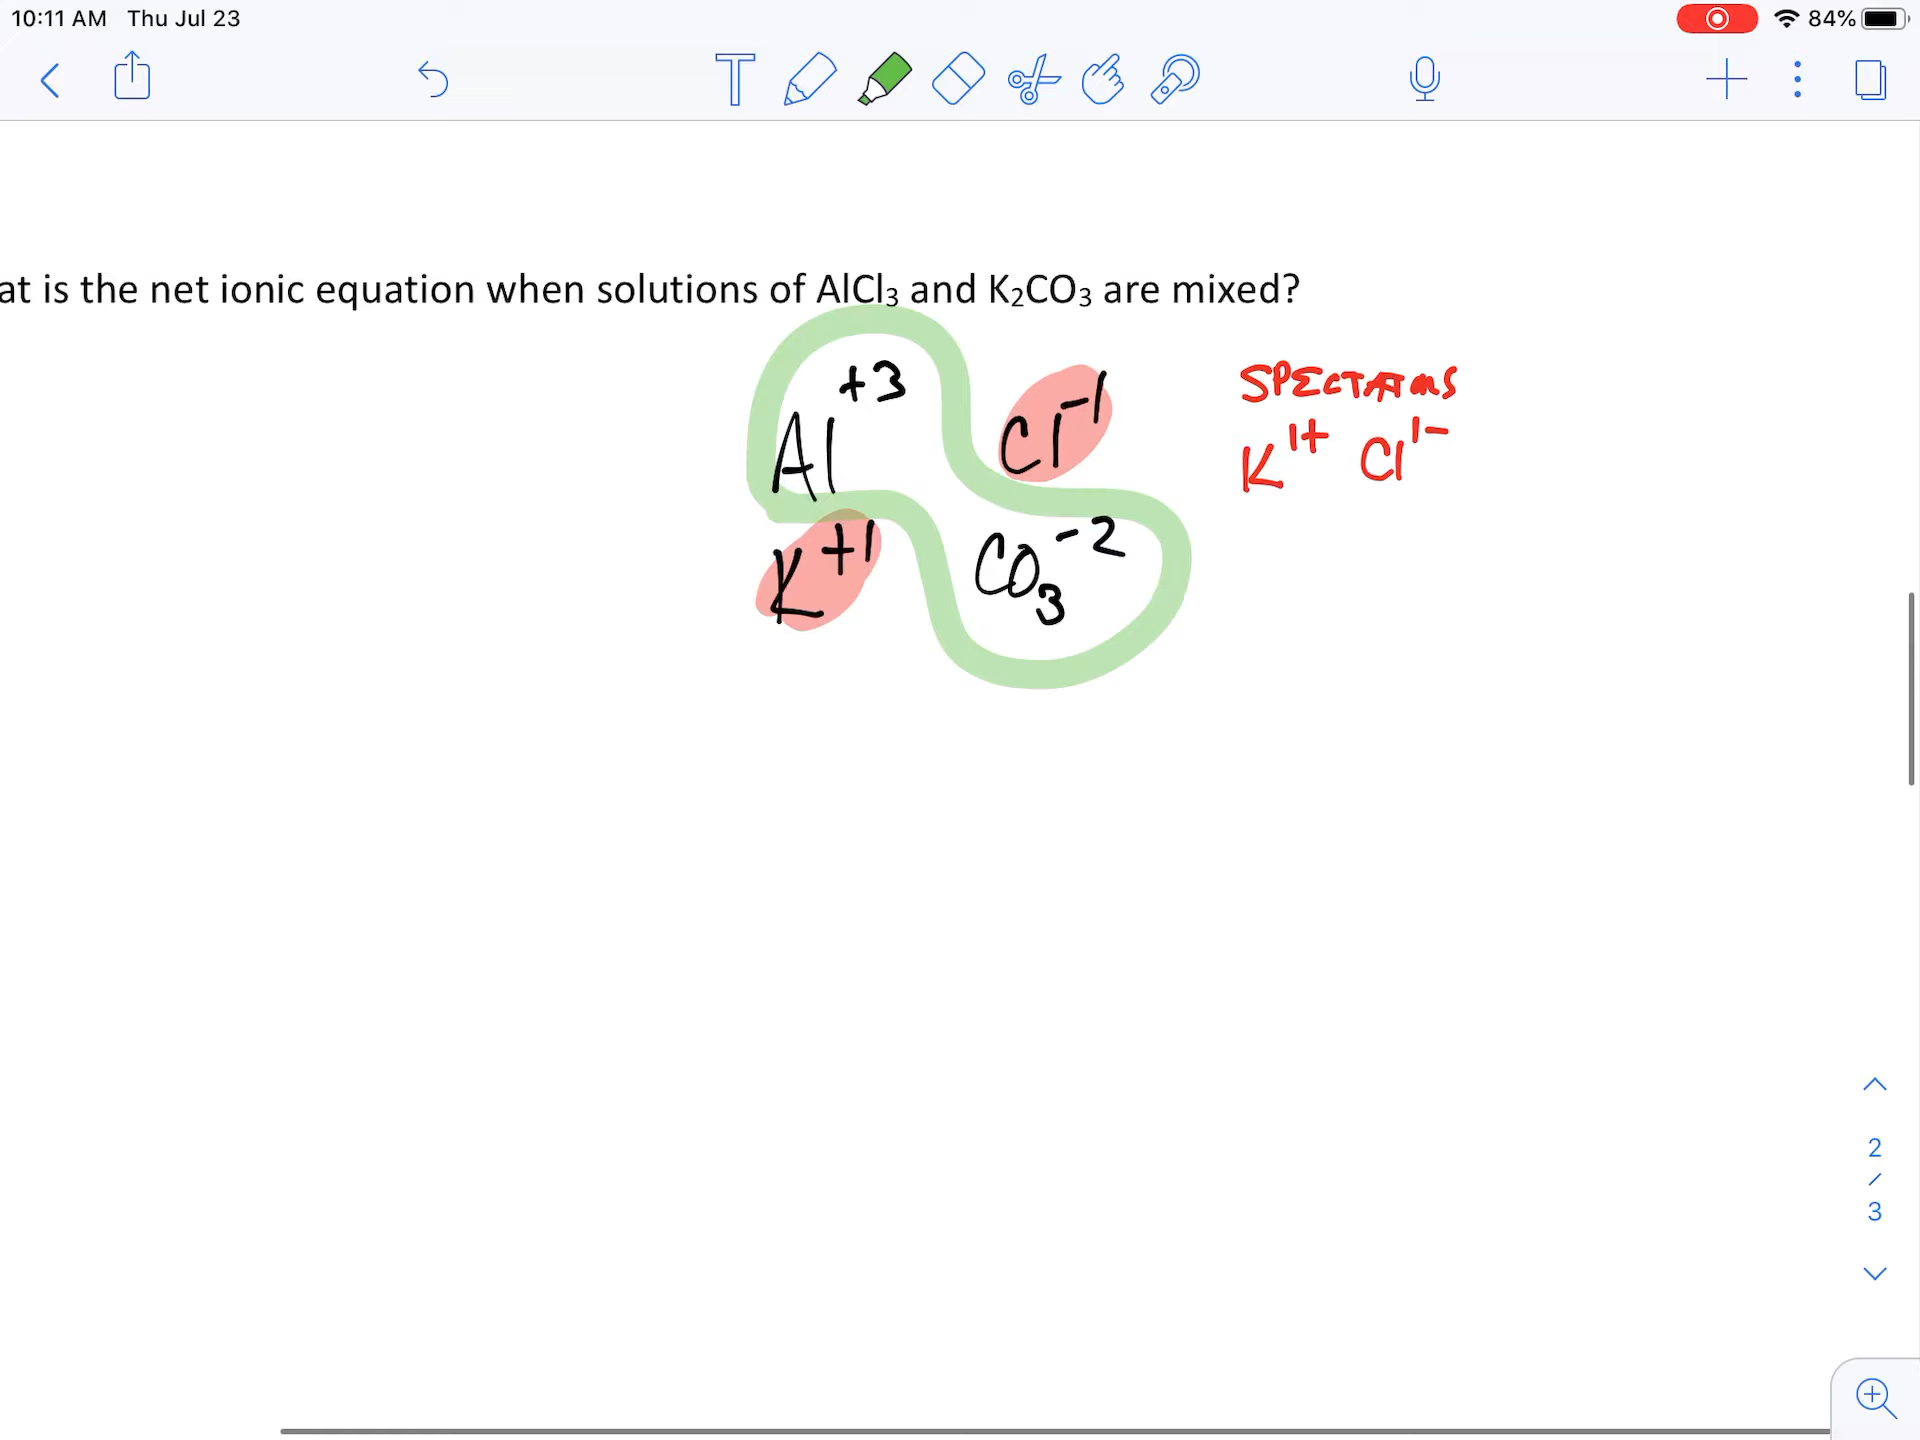 10:11 AM Thu Jul 23
84%
at is the net ionic equation when solutions of AlCl₃ and K₂CO₃ are mixed?
Al⁺³ Cl⁻¹
K⁺¹ CO₃⁻²
SPECTATORS
K¹⁺ Cl¹⁻
2
/
3